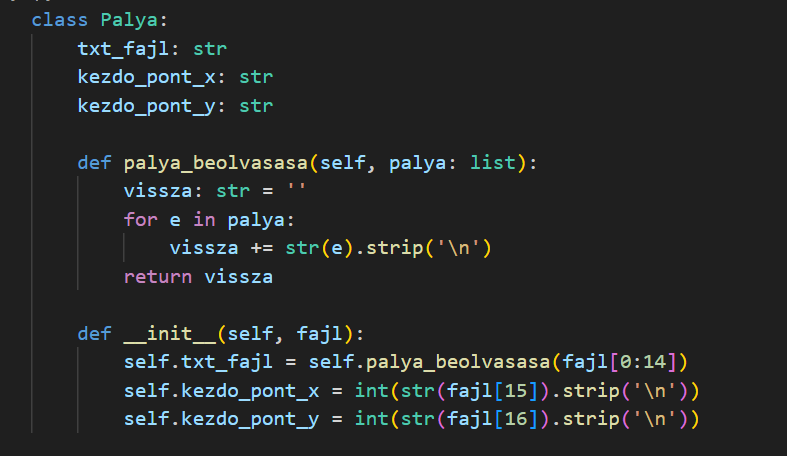 class Palya:
    txt_fajl: str
    kezdo_pont_x: str
    kezdo_pont_y: str

    def palya_beolvasasa(self, palya: list):
        vissza: str = ''
        for e in palya:
            vissza += str(e).strip('\n')
        return vissza

    def __init__(self, fajl):
        self.txt_fajl = self.palya_beolvasasa(fajl[0:14])
        self.kezdo_pont_x = int(str(fajl[15]).strip('\n'))
        self.kezdo_pont_y = int(str(fajl[16]).strip('\n'))